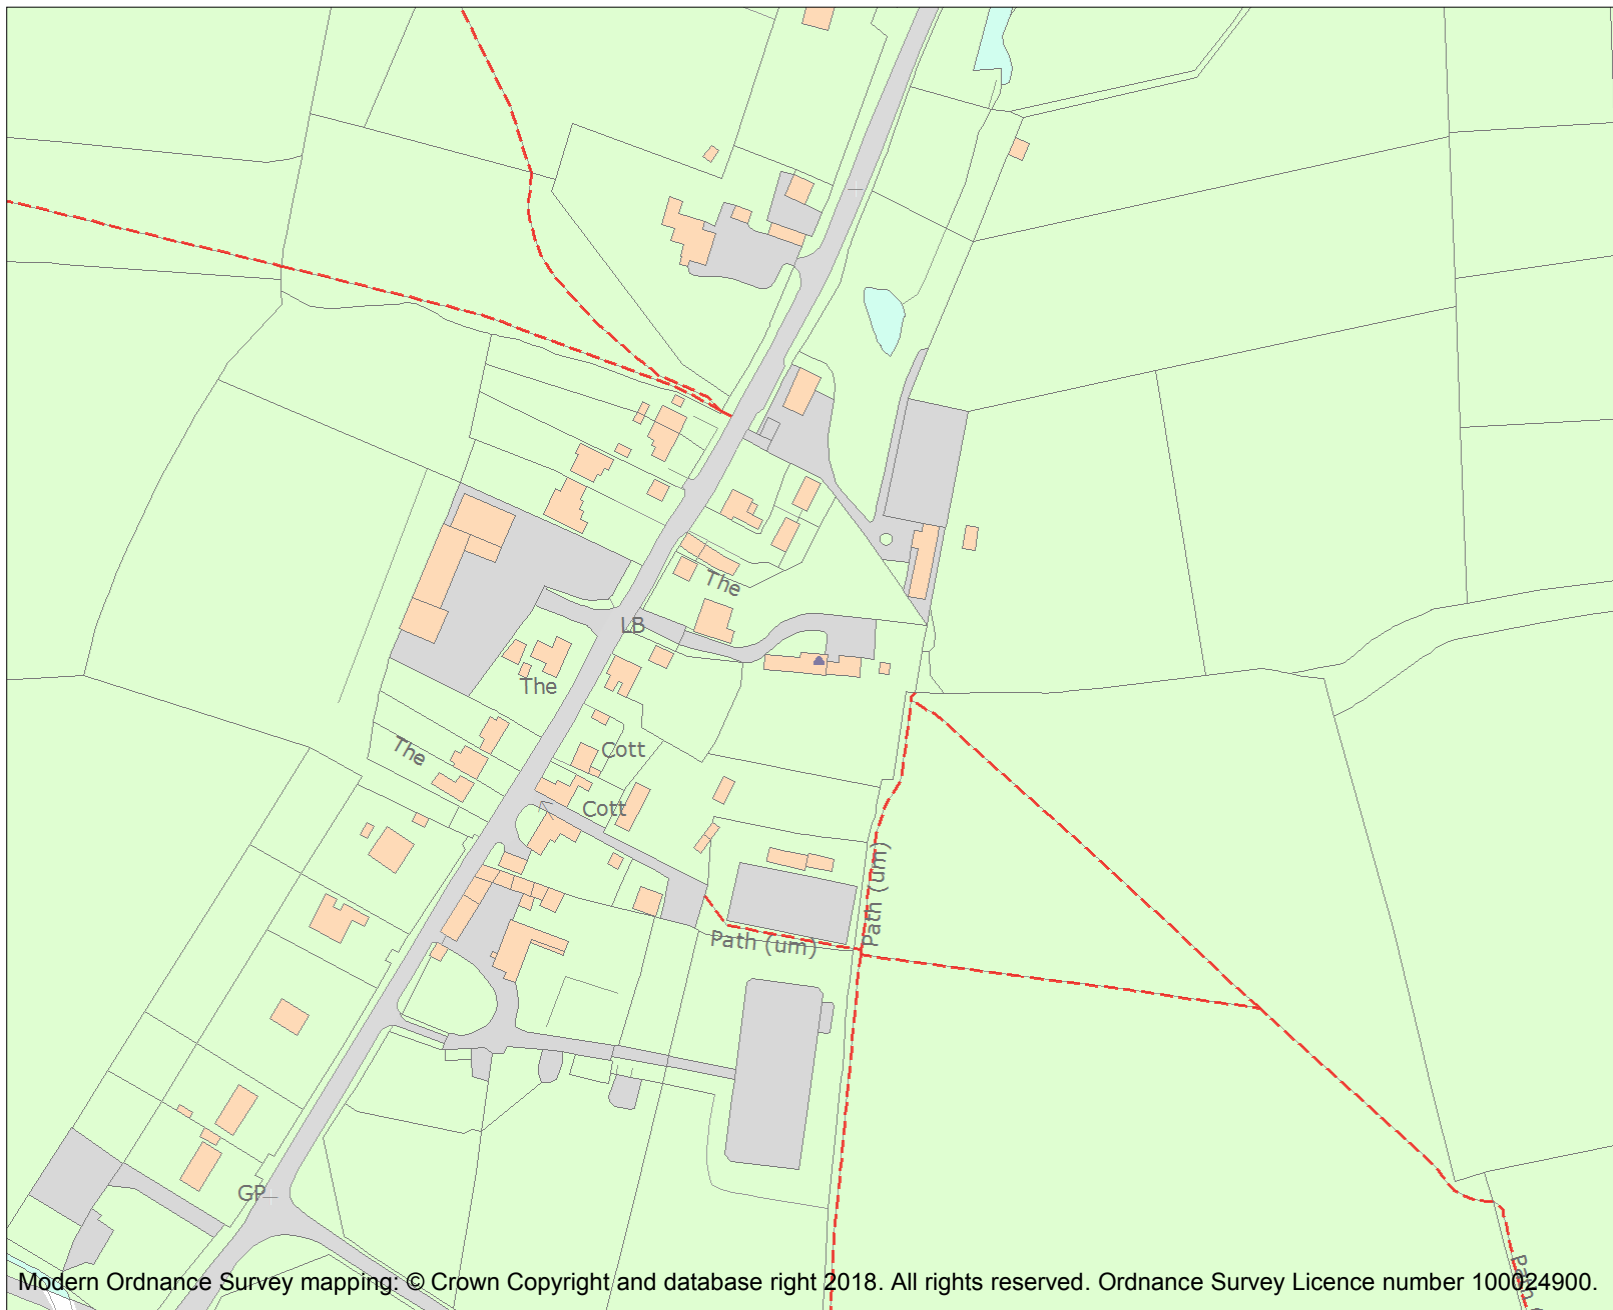 The
LB
The
The
Cott
Cott
Path (um)
Path (um)
GP
Path
Modern Ordnance Survey mapping: © Crown Copyright and database right 2018. All rights reserved. Ordnance Survey Licence number 100024900.